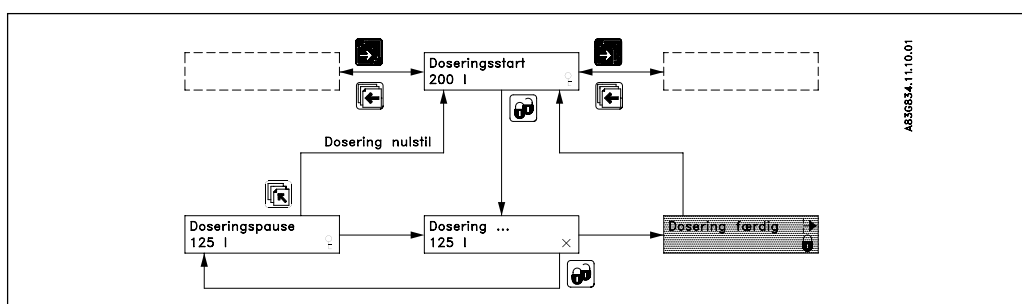 Doseringsstart
200 l
Dosering nulstil
Doseringspause
125 l
Dosering ...
125 l
Dosering færdig
A83G834.11.10.01